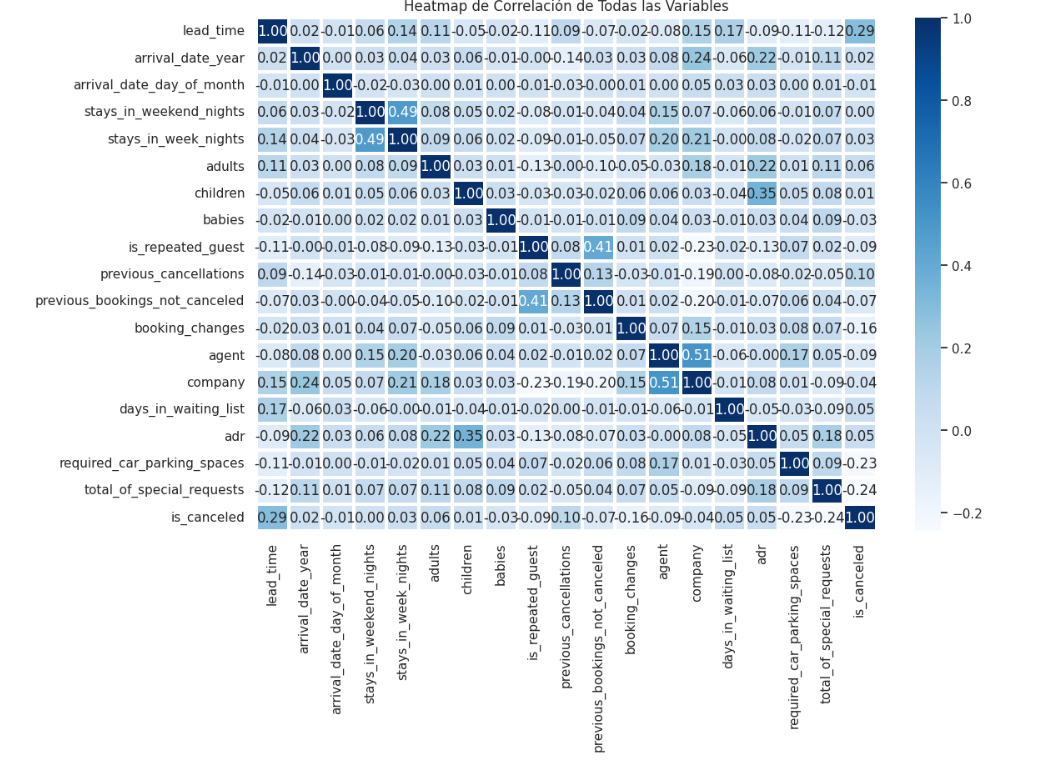 Heatmap de Correlación de Todas las Variables
lead_time 1.00 0.02 -0.01 0.06 0.14 0.11 -0.05 -0.02 -0.11 0.09 -0.07 -0.02 -0.08 0.15 0.17 -0.09 -0.11 -0.12 0.29
arrival_date_year 0.02 1.00 0.00 0.03 0.04 0.03 0.06 -0.01 -0.00 -0.14 0.03 0.03 0.08 0.24 -0.06 0.22 -0.01 0.11 0.02
arrival_date_day_of_month -0.01 0.00 1.00 -0.02 -0.03 -0.00 0.01 0.00 -0.01 -0.03 -0.00 0.01 0.00 0.05 0.03 0.03 0.00 0.01 -0.01
stays_in_weekend_nights 0.06 0.03 -0.02 1.00 0.49 0.08 0.05 0.02 -0.08 -0.01 -0.04 0.04 0.15 0.07 -0.06 0.06 -0.01 0.07 0.00
stays_in_week_nights 0.14 0.04 -0.03 0.49 1.00 0.09 0.06 0.02 -0.09 -0.01 -0.05 0.07 0.20 0.21 -0.00 0.08 -0.02 0.07 0.03
adults 0.11 0.03 -0.00 0.08 0.09 1.00 0.03 0.01 -0.13 -0.00 -0.10 -0.05 -0.03 0.18 -0.01 0.22 0.01 0.11 0.06
children -0.05 0.06 0.01 0.05 0.06 0.03 1.00 0.03 -0.03 -0.03 -0.02 0.06 0.06 0.03 -0.04 0.35 0.05 0.08 0.01
babies -0.02 -0.01 0.00 0.02 0.02 0.01 0.03 1.00 -0.01 -0.01 -0.01 0.09 0.04 0.03 -0.01 0.03 0.04 0.09 -0.03
is_repeated_guest -0.11 -0.00 -0.01 -0.08 -0.09 -0.13 -0.03 -0.01 1.00 0.08 0.41 0.01 0.02 -0.23 -0.02 -0.13 0.07 0.02 -0.09
previous_cancellations 0.09 -0.14 -0.03 -0.01 -0.01 -0.00 -0.03 -0.01 0.08 1.00 0.13 -0.03 -0.01 -0.19 0.00 -0.08 -0.02 -0.05 0.10
previous_bookings_not_canceled -0.07 0.03 -0.00 -0.04 -0.05 -0.10 -0.02 -0.01 0.41 0.13 1.00 0.01 0.02 -0.20 -0.01 -0.07 0.06 0.04 -0.07
booking_changes -0.02 0.03 0.01 0.04 0.07 -0.05 0.06 0.09 0.01 -0.03 0.01 1.00 0.07 0.15 -0.01 0.03 0.08 0.07 -0.16
agent -0.08 0.08 0.00 0.15 0.20 -0.03 0.06 0.04 0.02 -0.01 0.02 0.07 1.00 0.51 -0.06 -0.00 0.17 0.05 -0.09
company 0.15 0.24 0.05 0.07 0.21 0.18 0.03 0.03 -0.23 -0.19 -0.20 0.15 0.51 1.00 -0.01 0.08 0.01 -0.09 -0.04
days_in_waiting_list 0.17 -0.06 0.03 -0.06 -0.00 -0.01 -0.04 -0.01 -0.02 0.00 -0.01 -0.01 -0.06 -0.01 1.00 -0.05 -0.03 -0.09 0.05
adr -0.09 0.22 0.03 0.06 0.08 0.22 0.35 0.03 -0.13 -0.08 -0.07 0.03 -0.00 0.08 -0.05 1.00 0.05 0.18 0.05
required_car_parking_spaces -0.11 -0.01 0.00 -0.01 -0.02 0.01 0.05 0.04 0.07 -0.02 0.06 0.08 0.17 0.01 -0.03 0.05 1.00 0.09 -0.23
total_of_special_requests -0.12 0.11 0.01 0.07 0.07 0.11 0.08 0.09 0.02 -0.05 0.04 0.07 0.05 -0.09 -0.09 0.18 0.09 1.00 -0.24
is_canceled 0.29 0.02 -0.01 0.00 0.03 0.06 0.01 -0.03 -0.09 0.10 -0.07 -0.16 -0.09 -0.04 0.05 0.05 -0.23 -0.24 1.00
lead_time
arrival_date_year
arrival_date_day_of_month
stays_in_weekend_nights
stays_in_week_nights
adults
children
babies
is_repeated_guest
previous_cancellations
previous_bookings_not_canceled
booking_changes
agent
company
days_in_waiting_list
adr
required_car_parking_spaces
total_of_special_requests
is_canceled
1.0
0.8
0.6
0.4
0.2
0.0
−0.2